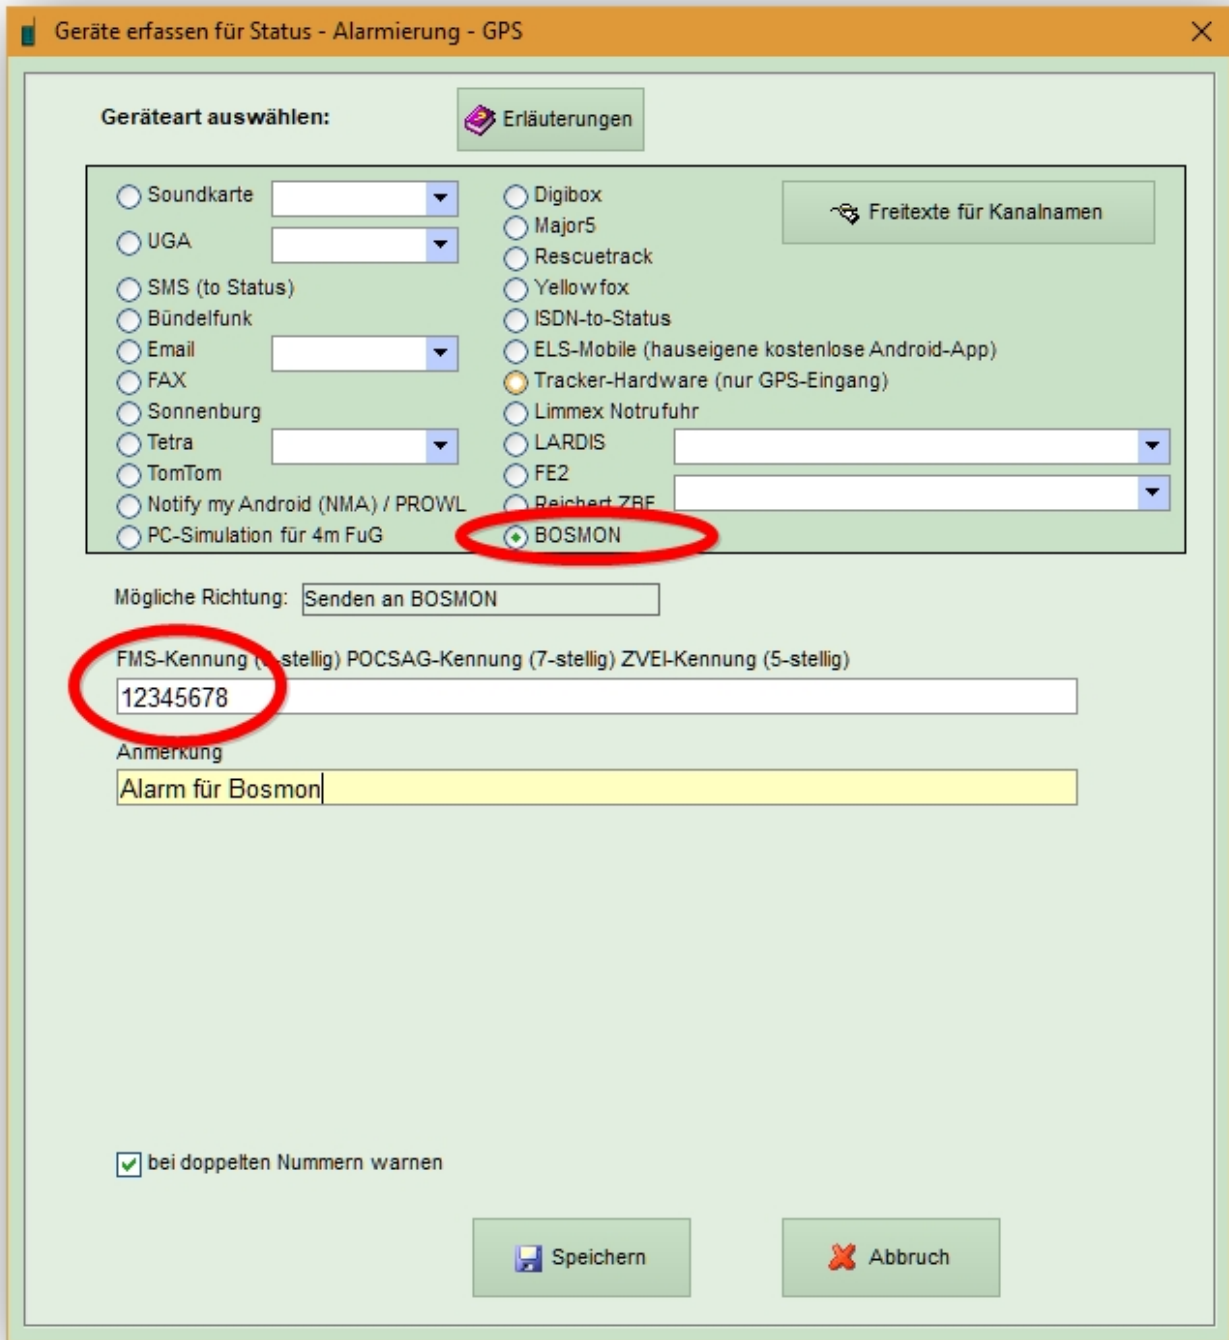 Geräte erfassen für Status - Alarmierung - GPS
Geräteart auswählen:
Erläuterungen
Soundkarte
UGA
SMS (to Status)
Bündelfunk
Email
FAX
Sonnenburg
Tetra
TomTom
Notify my Android (NMA) / PROWL
PC-Simulation für 4m FuG
Digibox
Major5
Rescuetrack
Yellowfox
ISDN-to-Status
ELS-Mobile (hauseigene kostenlose Android-App)
Tracker-Hardware (nur GPS-Eingang)
Limmex Notrufuhr
LARDIS
FE2
Reichert
BOSMON
Freitexte für Kanalnamen
Mögliche Richtung: Senden an BOSMON
FMS-Kennung -stellig) POCSAG-Kennung (7-stellig) ZVEI-Kennung (5-stellig)
12345678
Anmerkung
Alarm für Bosmon
bei doppelten Nummern warnen
Speichern
Abbruch